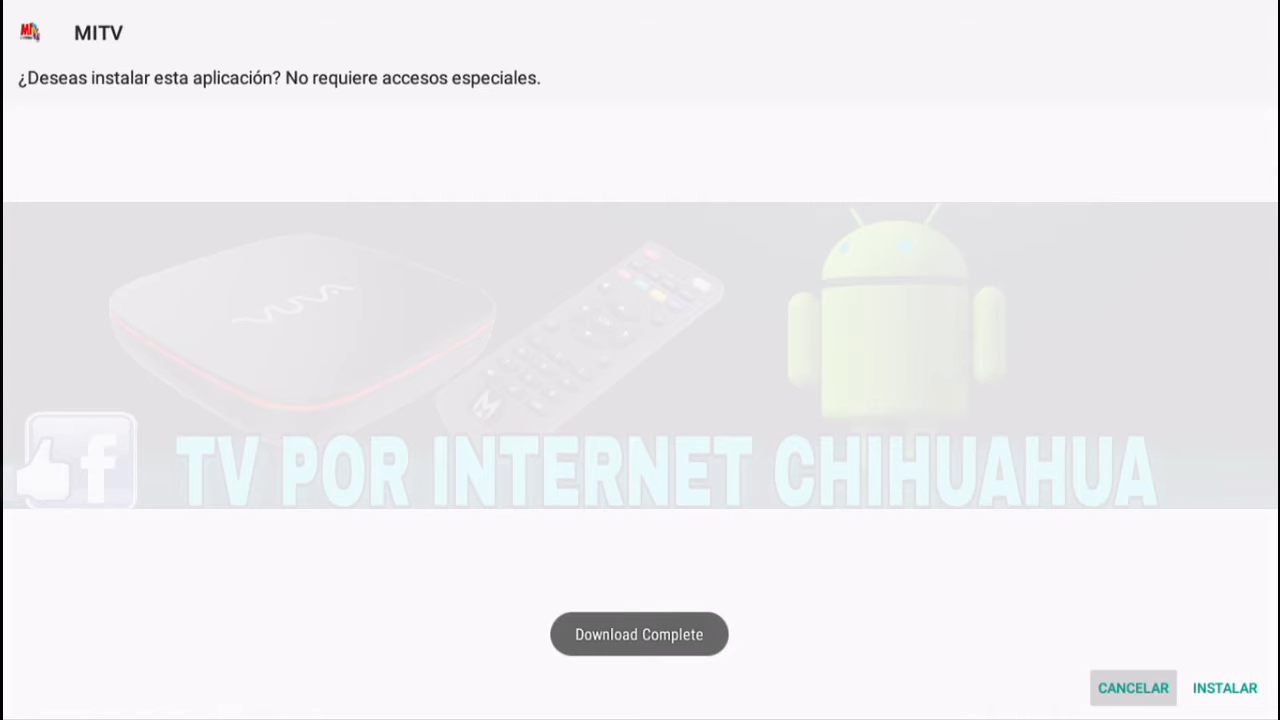 MITV
¿Deseas instalar esta aplicación? No requiere accesos especiales.
TV POR INTERNET CHIHUAHUA
Download Complete
CANCELAR INSTALAR